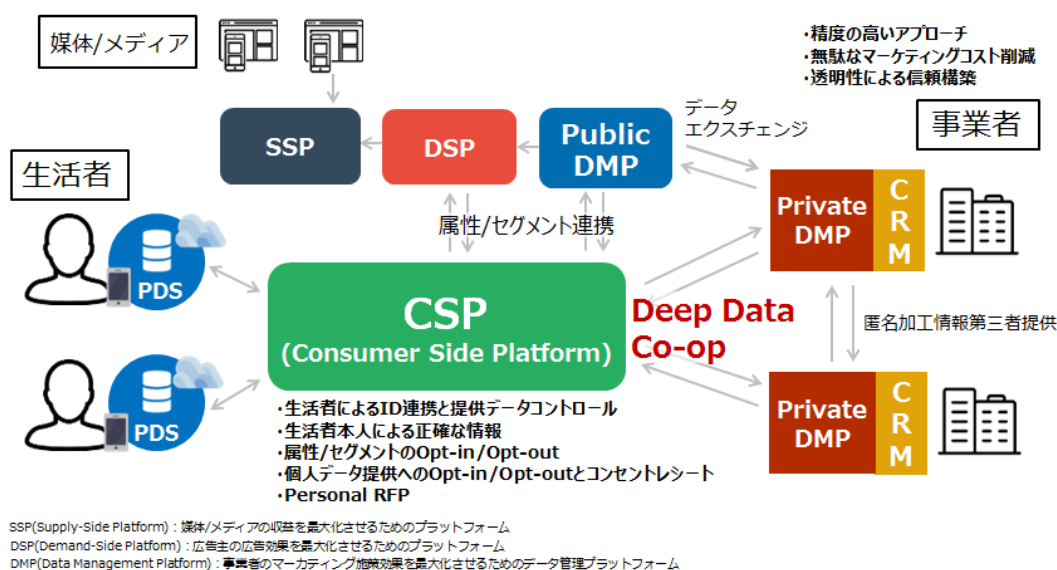 媒体/メディア
・精度の高いアプローチ
・無駄なマーケティングコスト削減
・透明性による信頼構築
事業者
データ
エクスチェンジ
SSP
DSP
Public
DMP
生活者
属性/セグメント連携
Private
DMP
CRM
PDS
CSP
(Consumer Side Platform)
Deep Data
Co-op
匿名加工情報第三者提供
PDS
Private
DMP
CRM
・生活者によるID連携と提供データコントロール
・生活者本人による正確な情報
・属性/セグメントのOpt-in/Opt-out
・個人データ提供へのOpt-in/Opt-outとコンセントレシート
・Personal RFP
SSP(Supply-Side Platform)：媒体/メディアの収益を最大化させるためのプラットフォーム
DSP(Demand-Side Platform)：広告主の広告効果を最大化させるためのプラットフォーム
DMP(Data Management Platform)：事業者のマーカティング施策効果を最大化させるためのデータ管理プラットフォーム